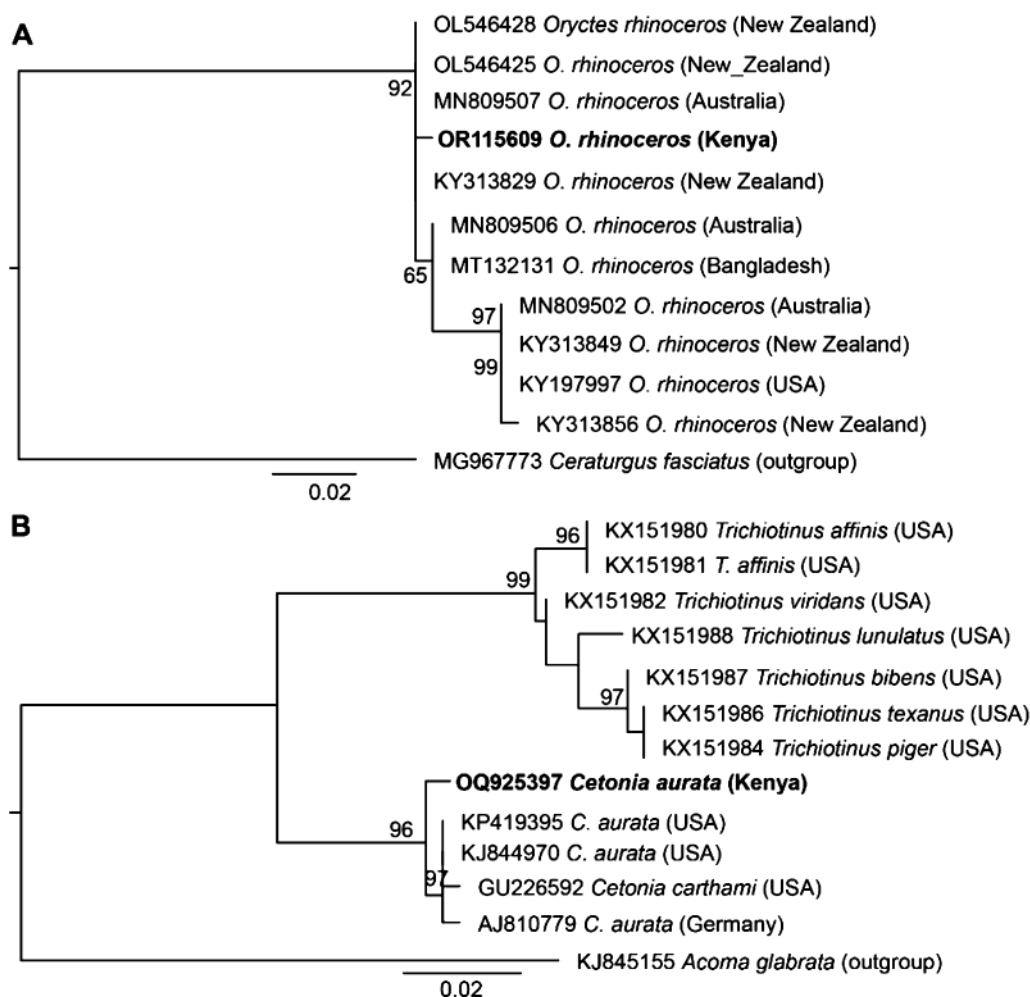 A
OL546428 Oryctes rhinoceros (New Zealand)
OL546425 O. rhinoceros (New_Zealand)
92
MN809507 O. rhinoceros (Australia)
OR115609 O. rhinoceros (Kenya)
KY313829 O. rhinoceros (New Zealand)
MN809506 O. rhinoceros (Australia)
65
MT132131 O. rhinoceros (Bangladesh)
MN809502 O. rhinoceros (Australia)
97
KY313849 O. rhinoceros (New Zealand)
99
KY197997 O. rhinoceros (USA)
KY313856 O. rhinoceros (New Zealand)
MG967773 Ceraturgus fasciatus (outgroup)
0.02
B
KX151980 Trichiotinus affinis (USA)
96
KX151981 T. affinis (USA)
99
KX151982 Trichiotinus viridans (USA)
KX151988 Trichiotinus lunulatus (USA)
KX151987 Trichiotinus bibens (USA)
97
KX151986 Trichiotinus texanus (USA)
KX151984 Trichiotinus piger (USA)
OQ925397 Cetonia aurata (Kenya)
KP419395 C. aurata (USA)
96
KJ844970 C. aurata (USA)
97
GU226592 Cetonia carthami (USA)
AJ810779 C. aurata (Germany)
KJ845155 Acoma glabrata (outgroup)
0.02